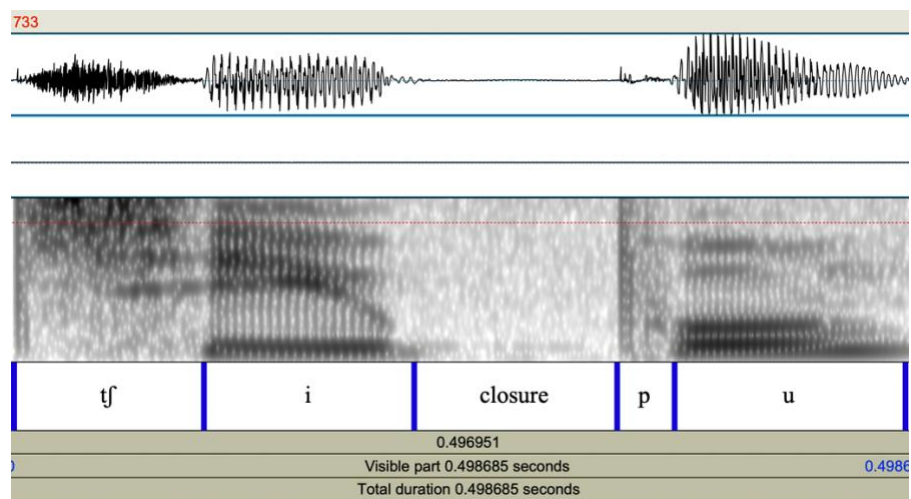 733
tʃ i closure p u
0.496951
Visible part 0.498685 seconds
0.4986
Total duration 0.498685 seconds